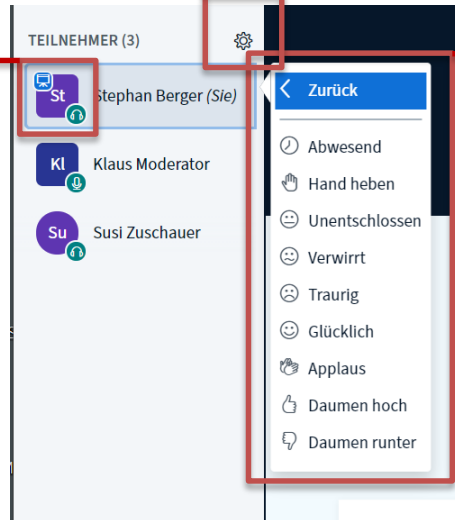 TEILNEHMER (3)
St
Stephan Berger (Sie)
Kl
Klaus Moderator
Su
Susi Zuschauer
Zurück
Abwesend
Hand heben
Unentschlossen
Verwirrt
Traurig
Glücklich
Applaus
Daumen hoch
Daumen runter